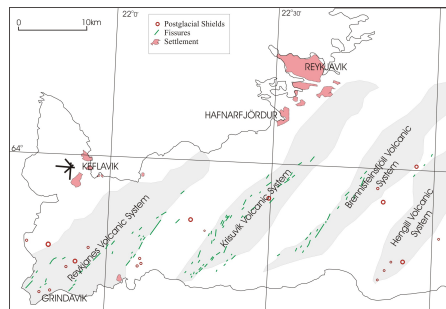 0 10km
22°0' 22°30'
Postglacial Shields
Fissures
Settlement
REYKJAVIK
HAFNARFJÖRDUR
64°
KEFLAVIK
Reykjanes Volcanic System
Krisuvik Volcanic System
Brennisteinsfjöll Volcanic
System
Hengill Volcanic
System
GRINDAVIK